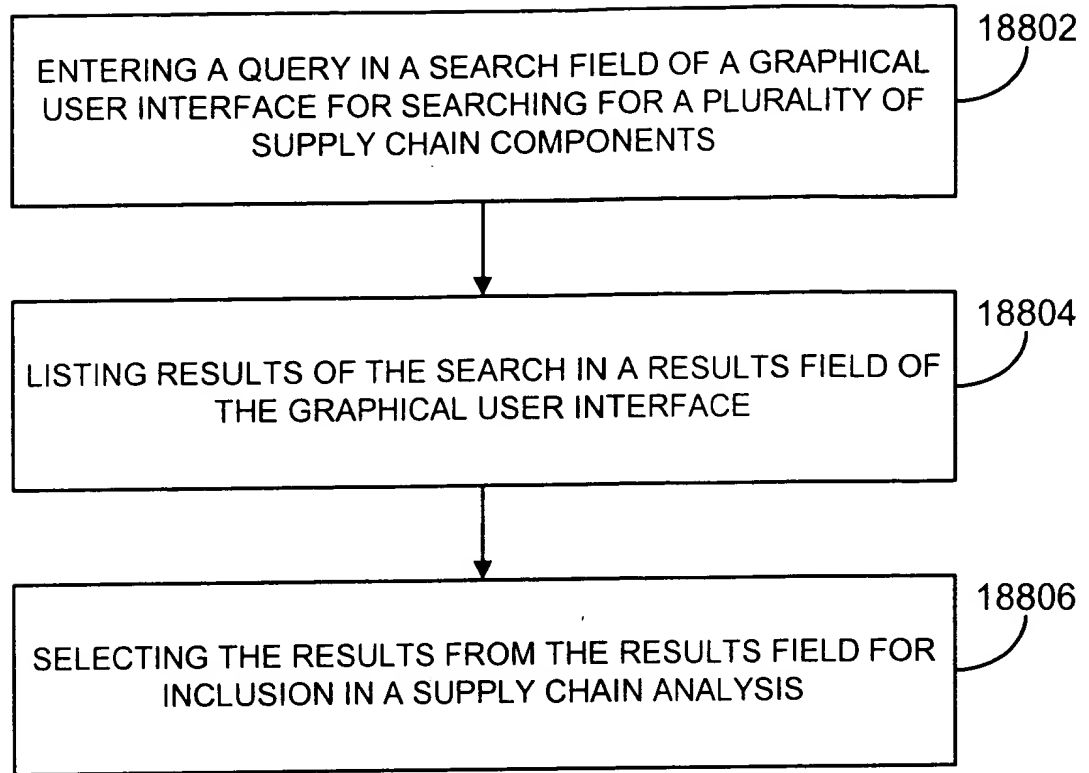 18802
ENTERING A QUERY IN A SEARCH FIELD OF A GRAPHICAL
USER INTERFACE FOR SEARCHING FOR A PLURALITY OF
SUPPLY CHAIN COMPONENTS
18804
LISTING RESULTS OF THE SEARCH IN A RESULTS FIELD OF
THE GRAPHICAL USER INTERFACE
18806
SELECTING THE RESULTS FROM THE RESULTS FIELD FOR
INCLUSION IN A SUPPLY CHAIN ANALYSIS